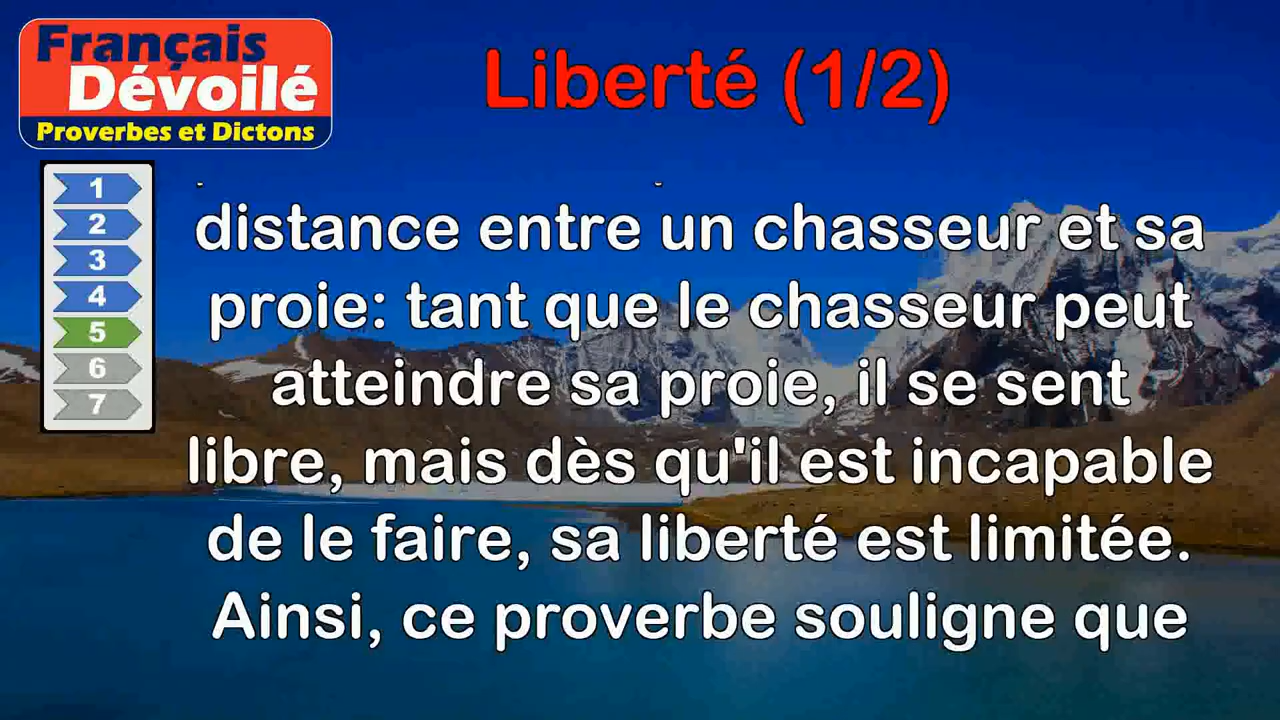 Français
Dévoilé
Proverbes et Dictons
Liberté (1/2)
1
2
3
4
5
6
7
distance entre un chasseur et sa
proie: tant que le chasseur peut
atteindre sa proie, il se sent
libre, mais dès qu'il est incapable
de le faire, sa liberté est limitée.
Ainsi, ce proverbe souligne que